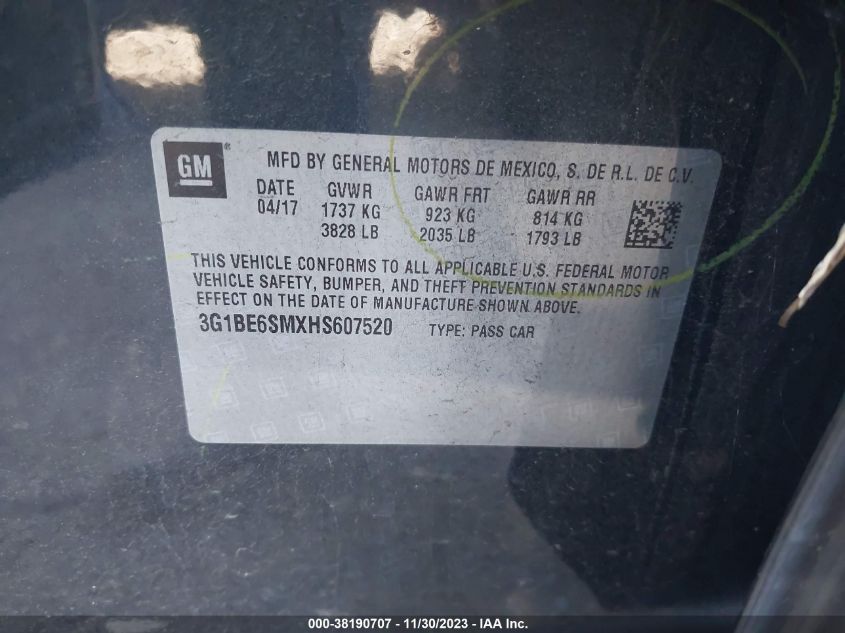 GM ®
MFD BY GENERAL MOTORS DE MEXICO, S. DE R.L. DE C.V.
DATE GVWR GAWR FRT GAWR RR
04/17 1737 KG 923 KG 814 KG
3828 LB 2035 LB 1793 LB
THIS VEHICLE CONFORMS TO ALL APPLICABLE U.S. FEDERAL MOTOR
VEHICLE SAFETY, BUMPER, AND THEFT PREVENTION STANDARDS IN
EFFECT ON THE DATE OF MANUFACTURE SHOWN ABOVE.
3G1BE6SMXHS607520 TYPE: PASS CAR
000-38190707 - 11/30/2023 - IAA Inc.